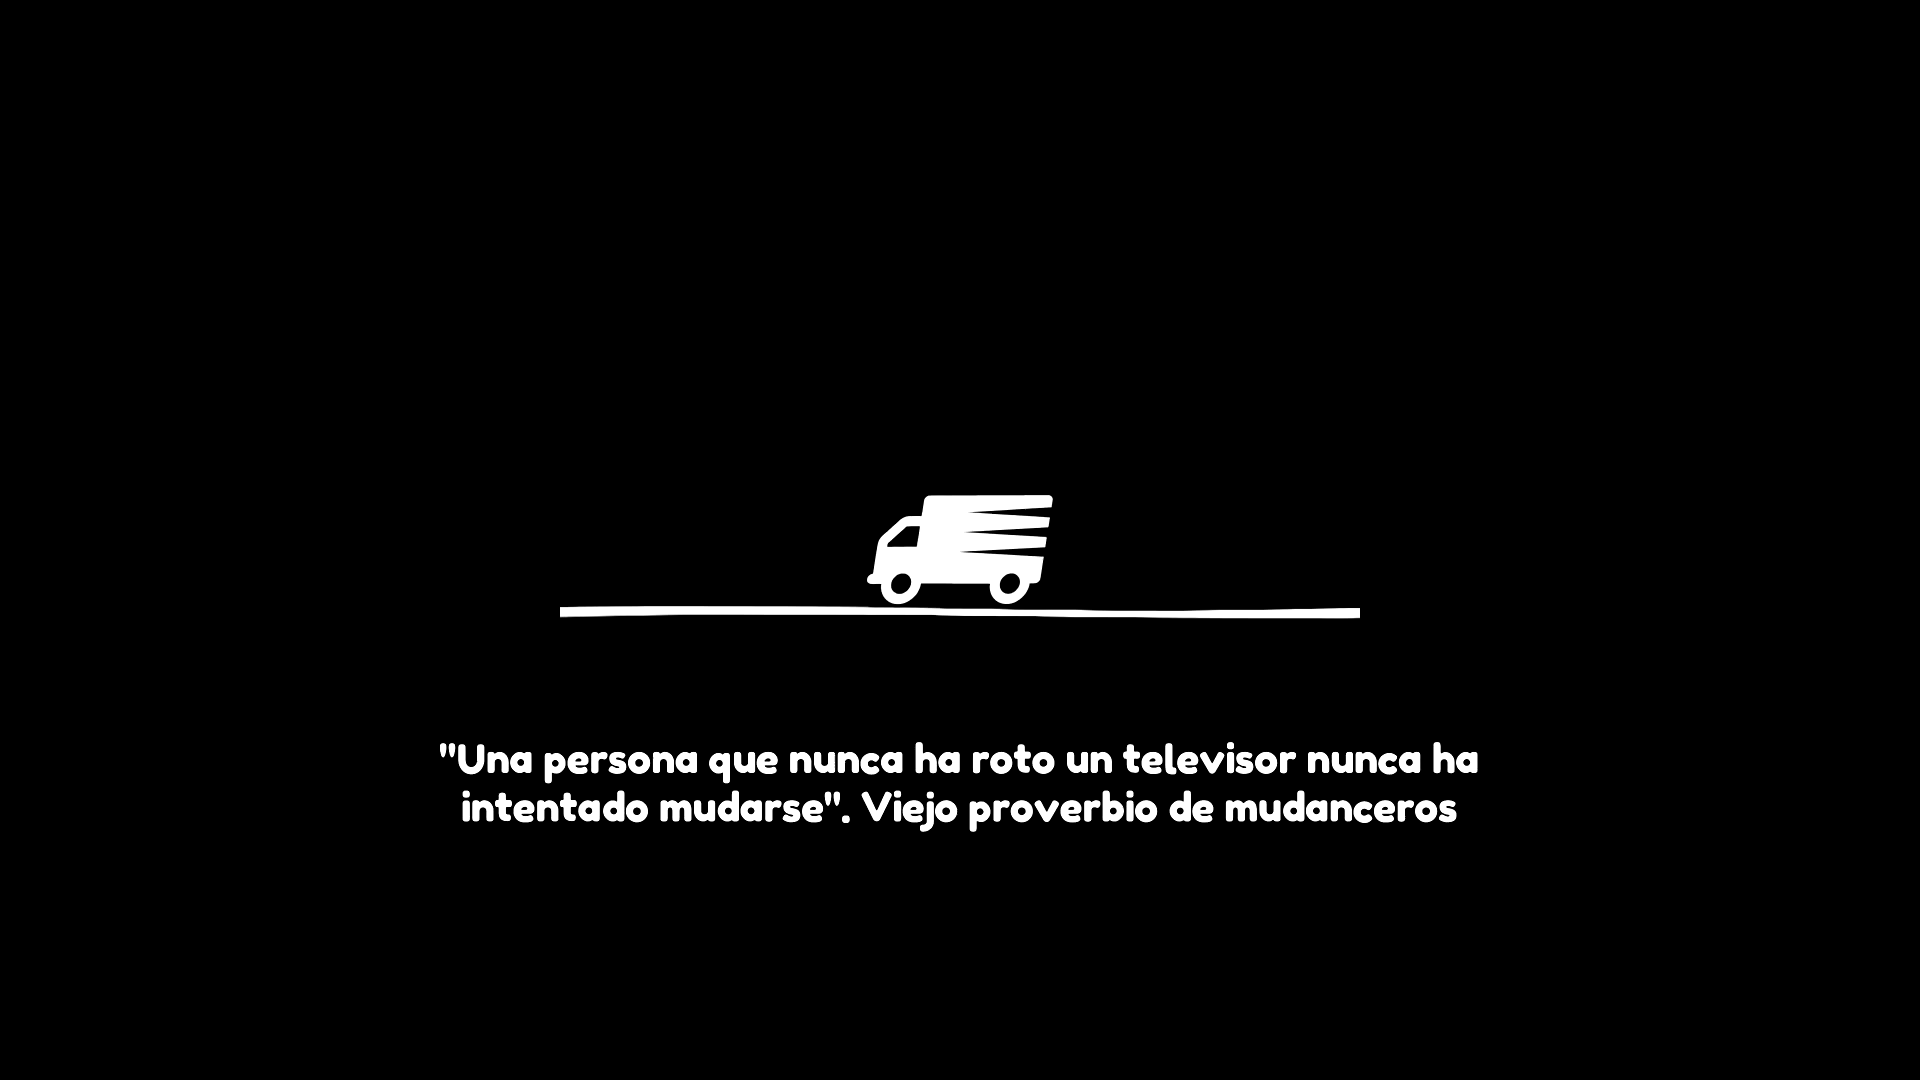 "Una persona que nunca ha roto un televisor nunca ha
intentado mudarse". Viejo proverbio de mudanceros